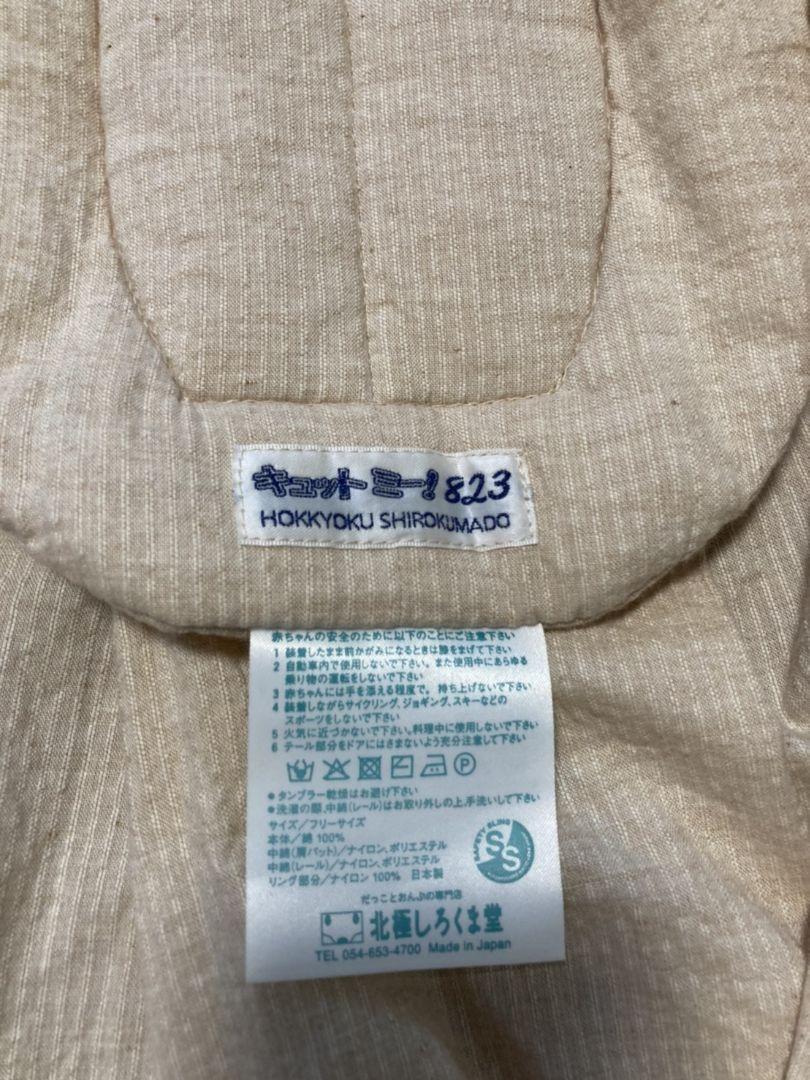 キュット ミー! 823
HOKKYOKU SHIROKUMADO
赤ちゃんの安全のために以下のことにご注意下さい
1 装着したまま前かがみになるときは膝をまげて下さい
2 自動車内で使用しないで下さい。また使用中にあらゆる
乗り物の運転をしないで下さい
3 赤ちゃんには手を添える程度で。持ち上げないで下さい
4 装着しながらサイクリング、ジョギング、スキーなどの
スポーツをしないで下さい
5 火気に近づかないで下さい。料理中に使用しないで下さい
6 テール部分をドアにはさまないよう充分注意して下さい
●タンブラー乾燥はお避け下さい
●洗濯の際、中綿(レール)はお取り外しの上、手洗いして下さい
サイズ/フリーサイズ
本体/綿 100%
中綿(肩パット)/ナイロン、ポリエステル
中綿(レール)/ナイロン、ポリエステル
リング部分/ナイロン 100% 日本製
SAFETY SLING
SS
だっことおんぶの専門店
北極しろくま堂
TEL 054-653-4700 Made in Japan